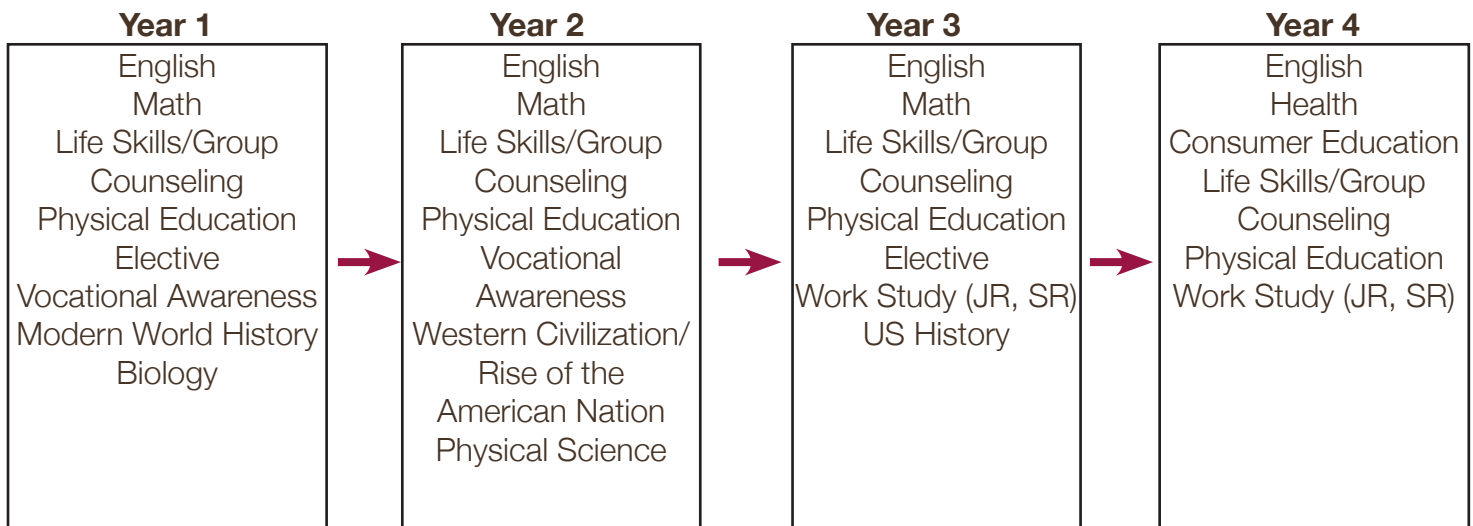 Year 1
English
Math
Life Skills/Group
Counseling
Physical Education
Elective
Vocational Awareness
Modern World History
Biology
Year 2
English
Math
Life Skills/Group
Counseling
Physical Education
Vocational
Awareness
Western Civilization/
Rise of the
American Nation
Physical Science
Year 3
English
Math
Life Skills/Group
Counseling
Physical Education
Elective
Work Study (JR, SR)
US History
Year 4
English
Health
Consumer Education
Life Skills/Group
Counseling
Physical Education
Work Study (JR, SR)